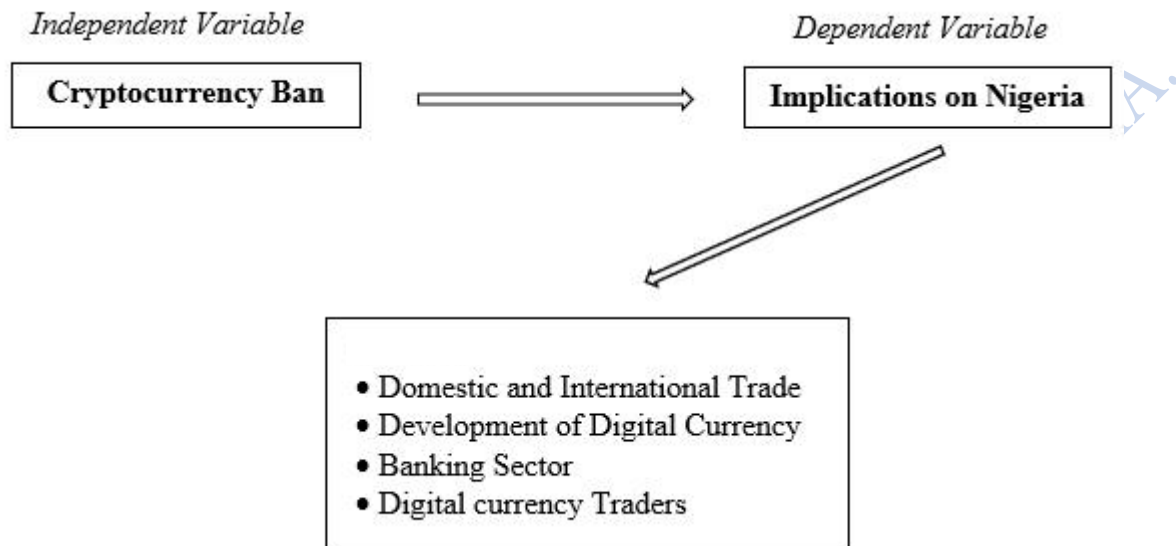 Independent Variable
Dependent Variable
Cryptocurrency Ban
Implications on Nigeria
• Domestic and International Trade
• Development of Digital Currency
• Banking Sector
• Digital currency Traders